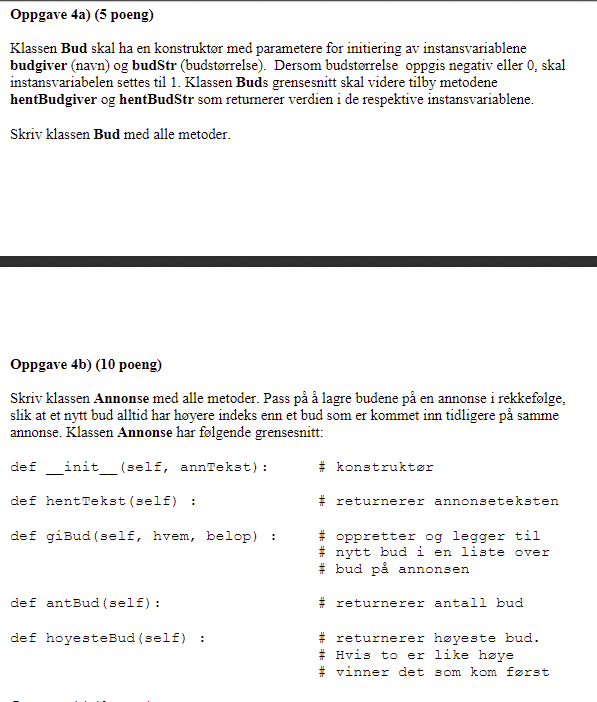 Oppgave 4a) (5 poeng)
Klassen Bud skal ha en konstruktør med parametere for initiering av instansvariablene
budgiver (navn) og budStr (budstørrelse).  Dersom budstørrelse  oppgis negativ eller 0, skal
instansvariabelen settes til 1. Klassen Buds grensesnitt skal videre tilby metodene
hentBudgiver og hentBudStr som returnerer verdien i de respektive instansvariablene.
Skriv klassen Bud med alle metoder.
Oppgave 4b) (10 poeng)
Skriv klassen Annonse med alle metoder. Pass på å lagre budene på en annonse i rekkefølge,
slik at et nytt bud alltid har høyere indeks enn et bud som er kommet inn tidligere på samme
annonse. Klassen Annonse har følgende grensesnitt:
def __init__(self, annTekst):     # konstruktør
def hentTekst(self) :             # returnerer annonseteksten
def giBud(self, hvem, belop) :    # oppretter og legger til
# nytt bud i en liste over
# bud på annonsen
def antBud(self):                 # returnerer antall bud
def hoyesteBud(self) :            # returnerer høyeste bud.
# Hvis to er like høye
# vinner det som kom først